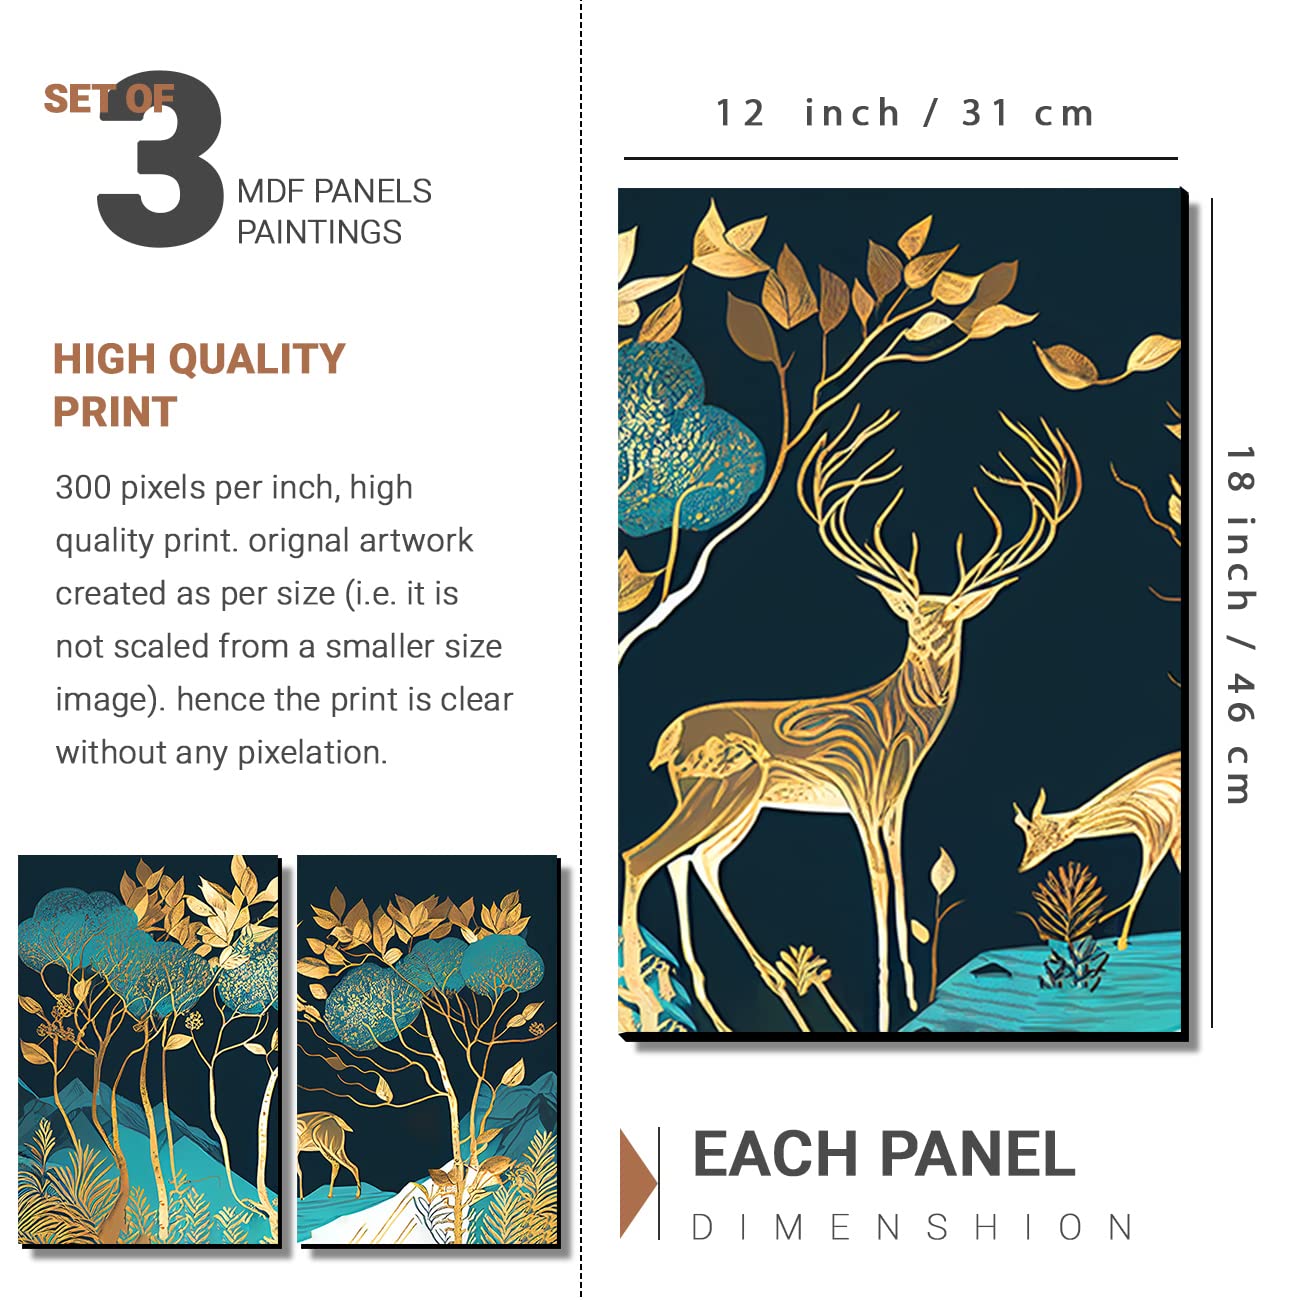 SET OF
3
MDF PANELS
PAINTINGS
HIGH QUALITY
PRINT
300 pixels per inch, high
quality print. orignal artwork
created as per size (i.e. it is
not scaled from a smaller size
image). hence the print is clear
without any pixelation.
12 inch / 31 cm
18 inch / 46 cm
EACH PANEL
DIMENSHION